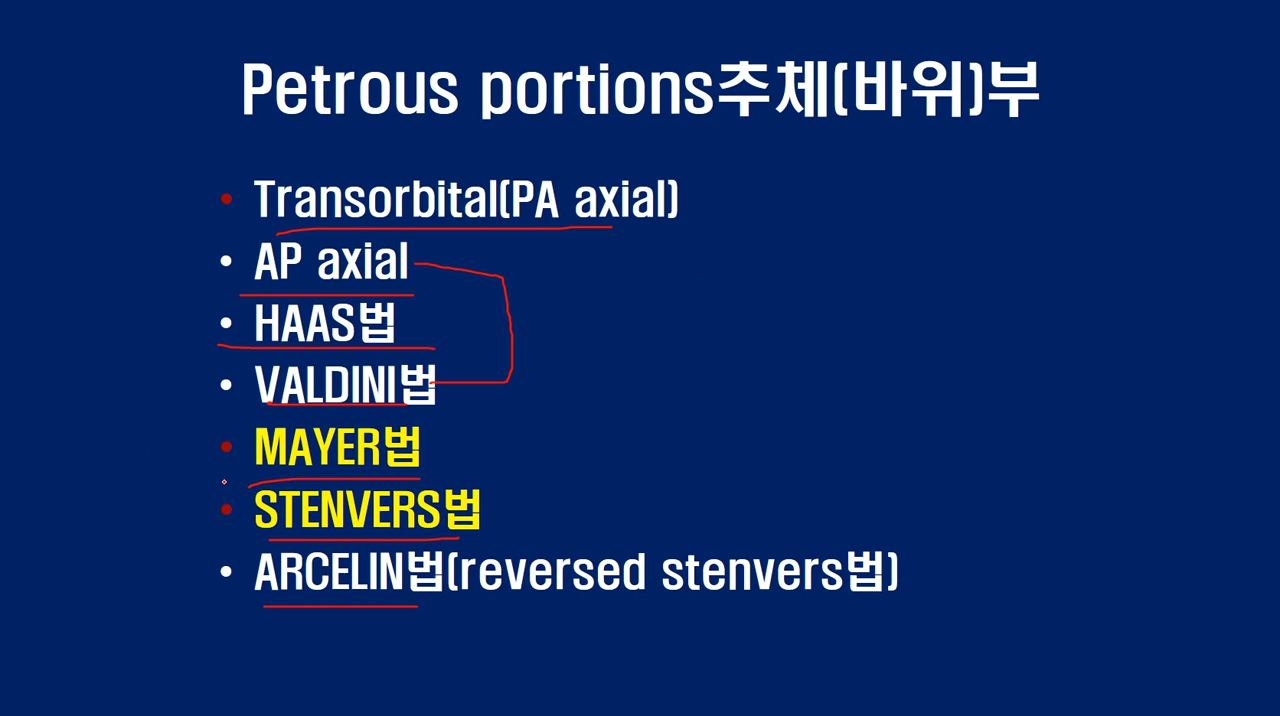 Petrous portions추체(바위)부
• Transorbital(PA axial)
• AP axial
• HAAS법
• VALDINI법
• MAYER법
• STENVERS법
• ARCELIN법(reversed stenvers법)